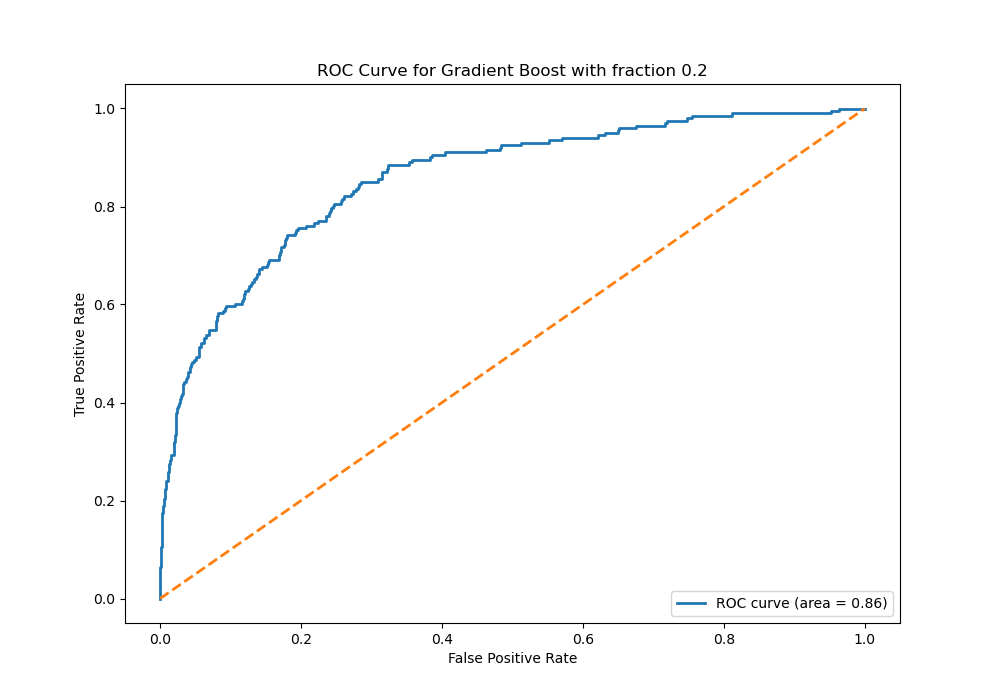 ROC Curve for Gradient Boost with fraction 0.2
1.0
0.8
0.6
0.4
0.2
0.0
True Positive Rate
ROC curve (area = 0.86)
0.0 0.2 0.4 0.6 0.8 1.0
False Positive Rate